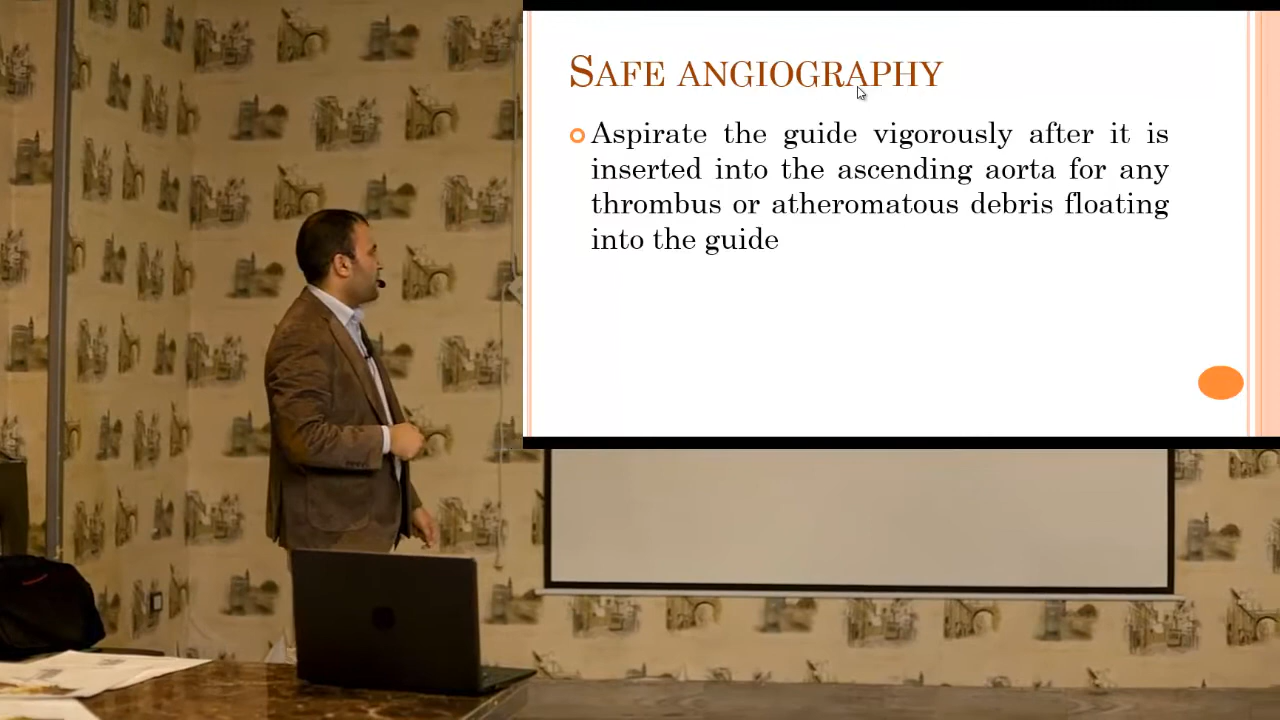 SAFE ANGIOGRAPHY
Aspirate the guide vigorously after it is
inserted into the ascending aorta for any
thrombus or atheromatous debris floating
into the guide